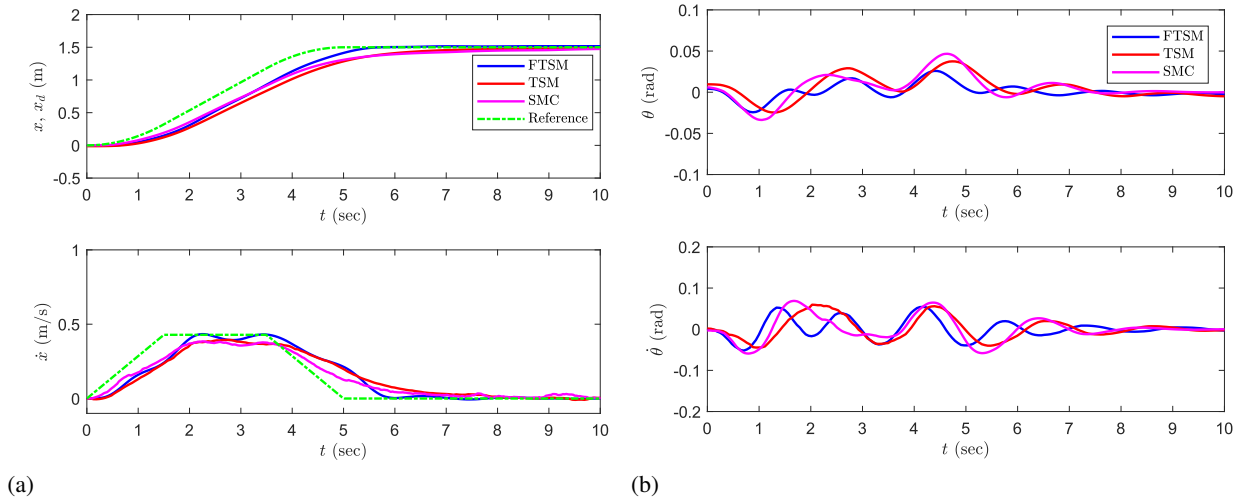 2
1.5
1
0.5
0
-0.5
x, x_d (m)
FTSM
TSM
SMC
Reference
0 1 2 3 4 5 6 7 8 9 10
t (sec)
1
0.5
0
ẋ (m/s)
0 1 2 3 4 5 6 7 8 9 10
t (sec)
(a)
0.1
0.05
0
-0.05
-0.1
θ (rad)
FTSM
TSM
SMC
0 1 2 3 4 5 6 7 8 9 10
t (sec)
0.2
0.1
0
-0.1
-0.2
θ̇ (rad)
0 1 2 3 4 5 6 7 8 9 10
t (sec)
(b)